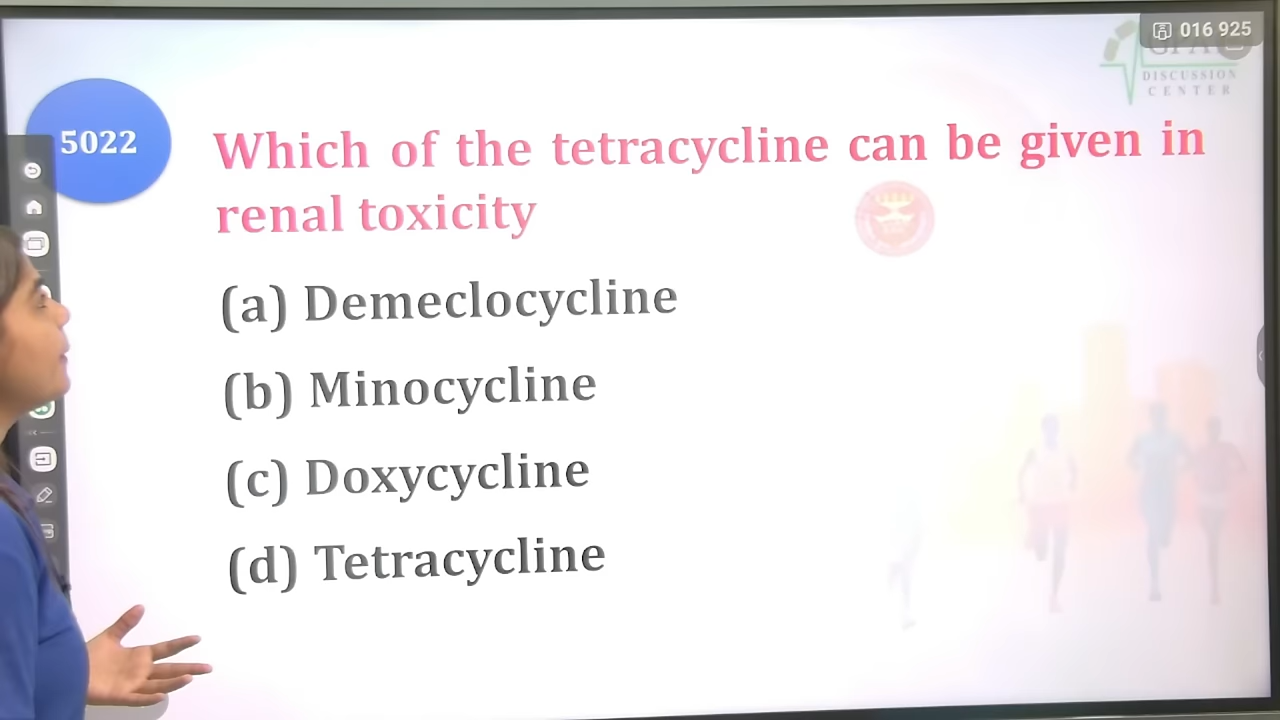 016 925
DISCUSSION
CENTER
5022
Which of the tetracycline can be given in
renal toxicity
(a) Demeclocycline
(b) Minocycline
(c) Doxycycline
(d) Tetracycline